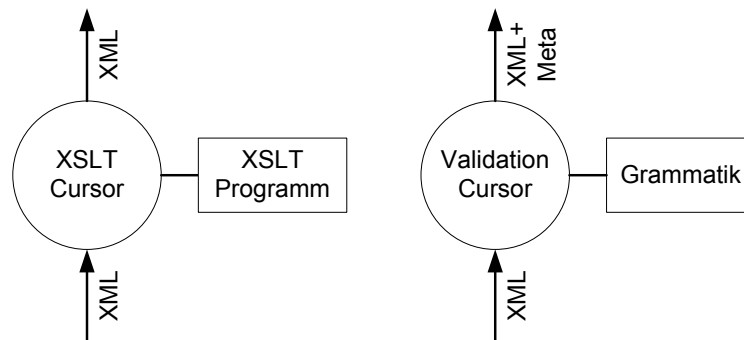 XML
XSLT
Cursor
XSLT
Programm
XML
XML+
Meta
Validation
Cursor
Grammatik
XML